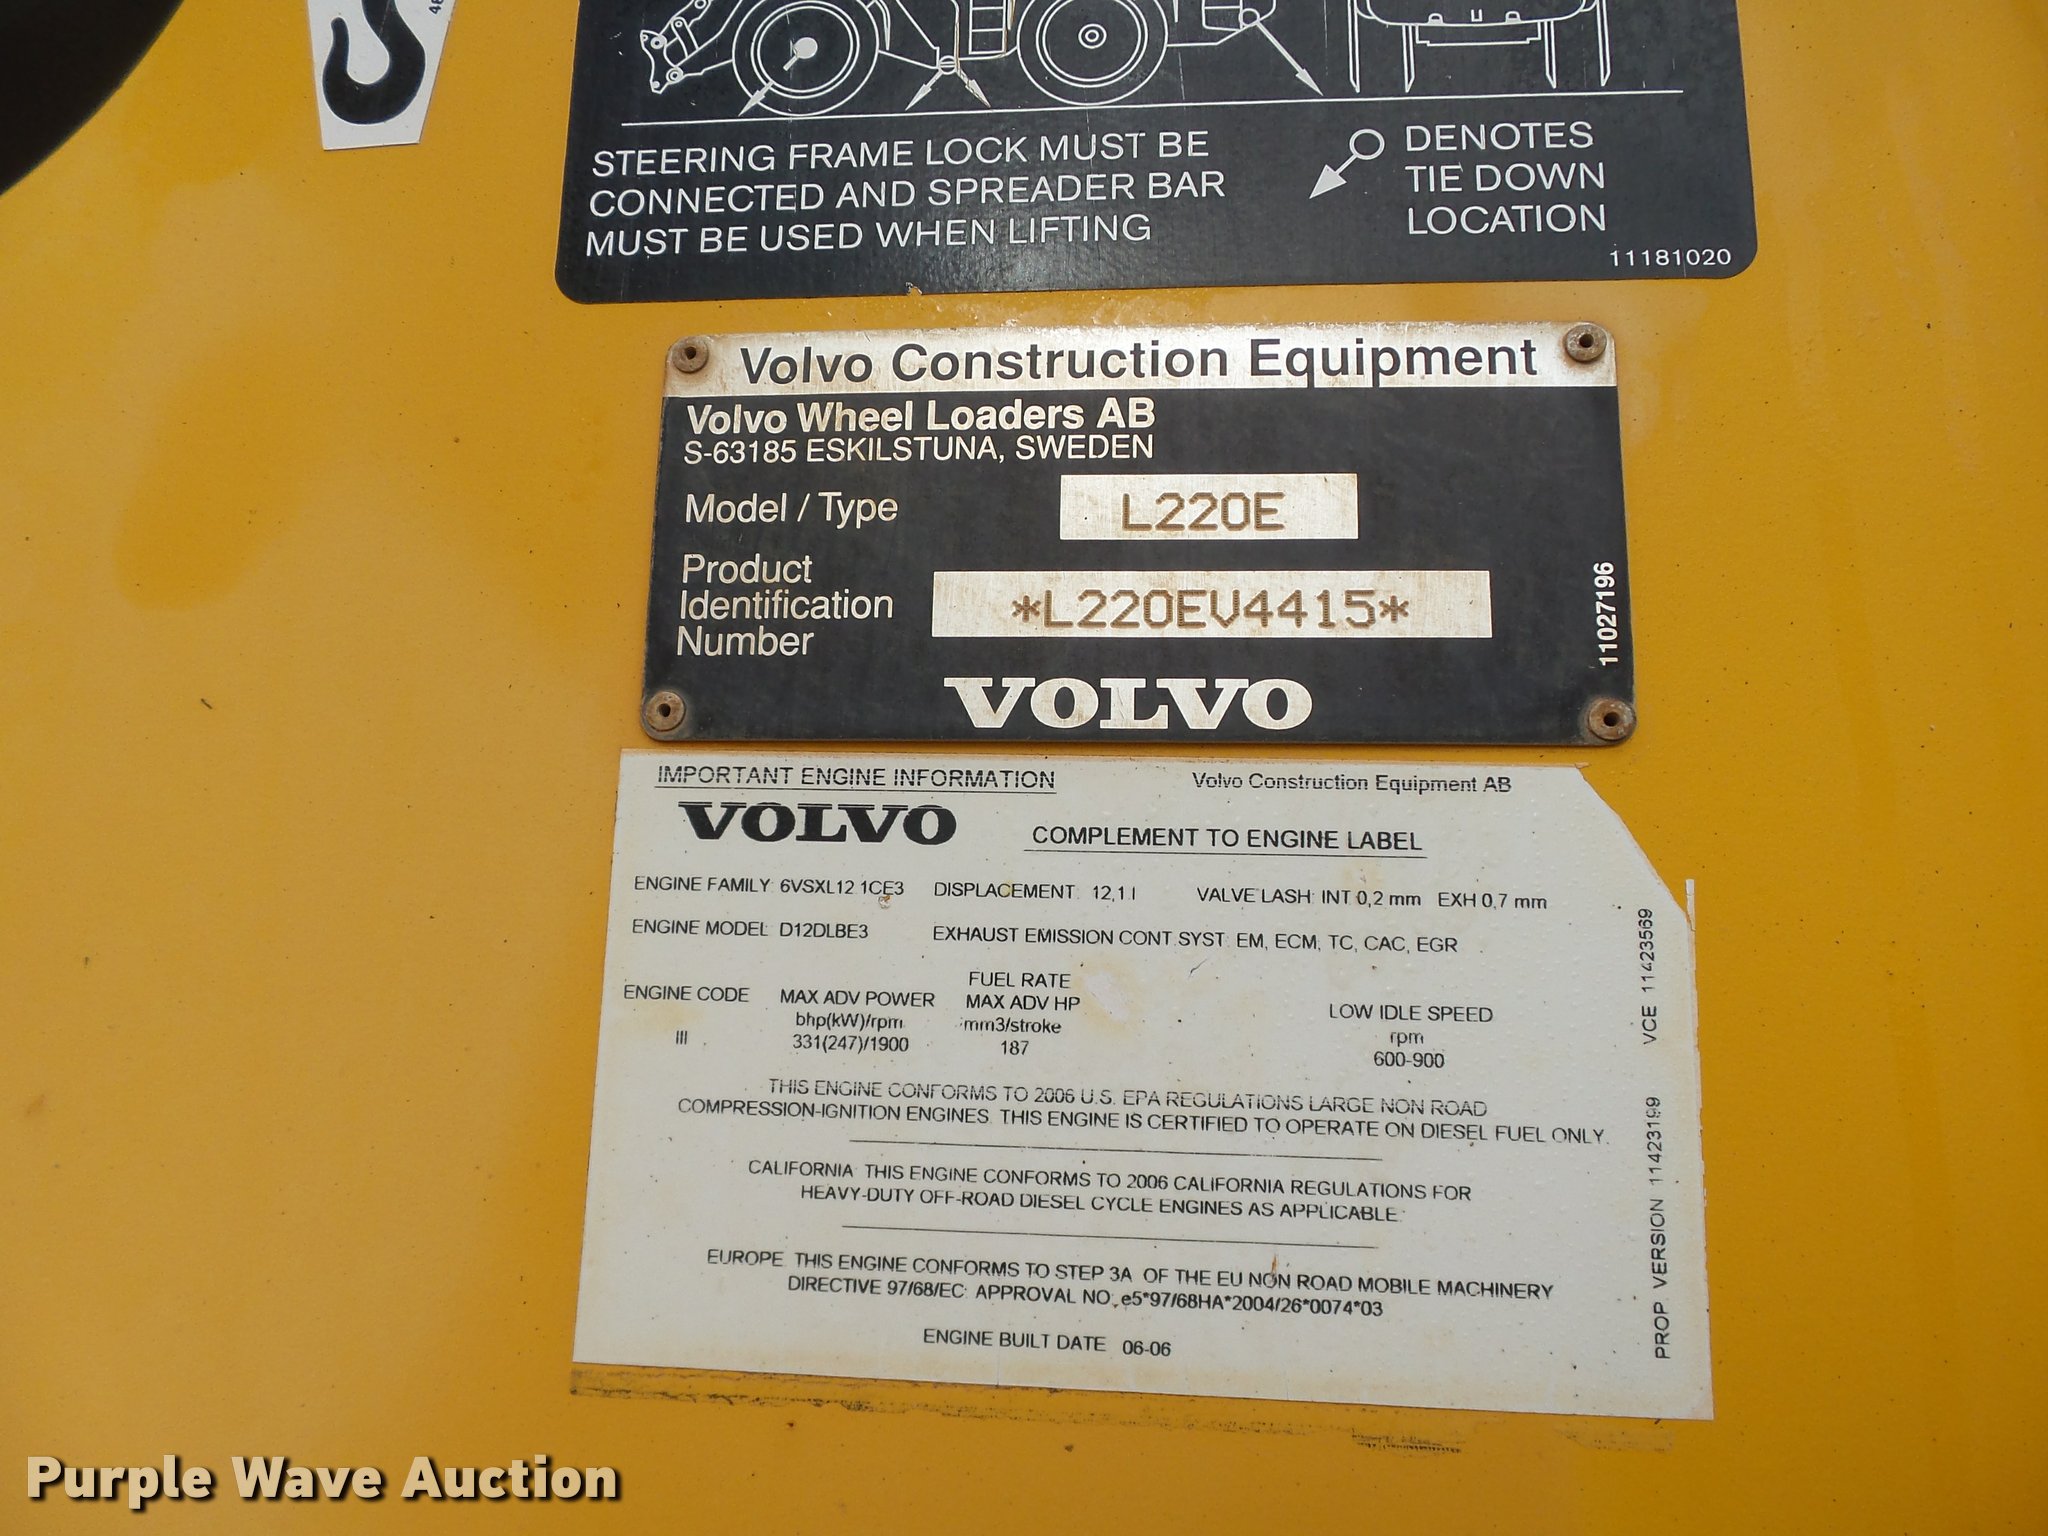 STEERING FRAME LOCK MUST BE
CONNECTED AND SPREADER BAR
MUST BE USED WHEN LIFTING
DENOTES
TIE DOWN
LOCATION
11181020
Volvo Construction Equipment
Volvo Wheel Loaders AB
S-63185 ESKILSTUNA, SWEDEN
Model / Type L220E
Product
Identification
Number
*L220EV4415*
11027196
VOLVO
IMPORTANT ENGINE INFORMATION Volvo Construction Equipment AB
VOLVO
COMPLEMENT TO ENGINE LABEL
ENGINE FAMILY: 6VSXL12.1CE3 DISPLACEMENT: 12,1 l VALVE LASH: INT 0,2 mm EXH 0,7 mm
ENGINE MODEL: D12DLBE3 EXHAUST EMISSION CONT.SYST: EM, ECM, TC, CAC, EGR
FUEL RATE
ENGINE CODE MAX ADV POWER MAX ADV HP LOW IDLE SPEED
bhp(kW)/rpm mm3/stroke rpm
III 331(247)/1900 187 600-900
THIS ENGINE CONFORMS TO 2006 U.S. EPA REGULATIONS LARGE NON ROAD
COMPRESSION-IGNITION ENGINES. THIS ENGINE IS CERTIFIED TO OPERATE ON DIESEL FUEL ONLY.
CALIFORNIA: THIS ENGINE CONFORMS TO 2006 CALIFORNIA REGULATIONS FOR
HEAVY-DUTY OFF-ROAD DIESEL CYCLE ENGINES AS APPLICABLE.
EUROPE: THIS ENGINE CONFORMS TO STEP 3A OF THE EU NON ROAD MOBILE MACHINERY
DIRECTIVE 97/68/EC: APPROVAL NO: e5*97/68HA*2004/26*0074*03
ENGINE BUILT DATE 06-06
PROP. VERSION 11423199 VCE 11423569
Purple Wave Auction